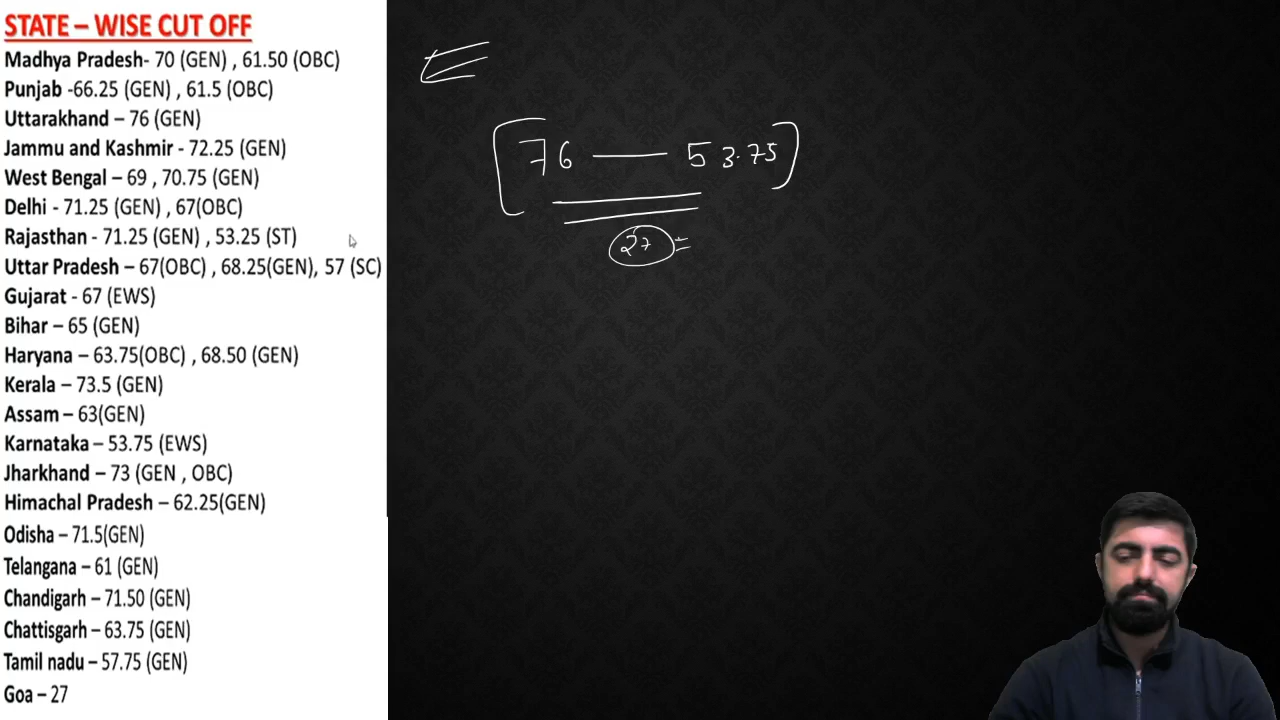 STATE – WISE CUT OFF
Madhya Pradesh- 70 (GEN) , 61.50 (OBC)
Punjab -66.25 (GEN) , 61.5 (OBC)
Uttarakhand – 76 (GEN)
Jammu and Kashmir - 72.25 (GEN)
West Bengal – 69 , 70.75 (GEN)
Delhi - 71.25 (GEN) , 67(OBC)
Rajasthan - 71.25 (GEN) , 53.25 (ST)
Uttar Pradesh – 67(OBC) , 68.25(GEN), 57 (SC)
Gujarat - 67 (EWS)
Bihar – 65 (GEN)
Haryana – 63.75(OBC) , 68.50 (GEN)
Kerala – 73.5 (GEN)
Assam – 63(GEN)
Karnataka – 53.75 (EWS)
Jharkhand – 73 (GEN , OBC)
Himachal Pradesh – 62.25(GEN)
Odisha – 71.5(GEN)
Telangana – 61 (GEN)
Chandigarh – 71.50 (GEN)
Chattisgarh – 63.75 (GEN)
Tamil nadu – 57.75 (GEN)
Goa – 27
[76 — 53.75]
27 =